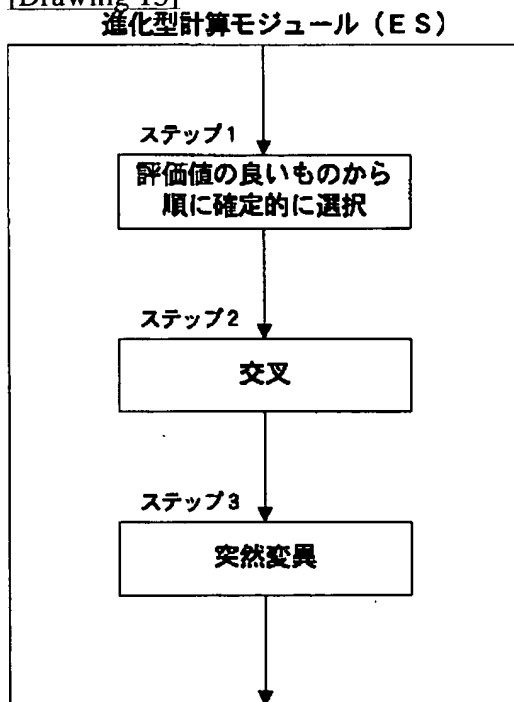 [Drawing 13]
進化型計算モジュール（ＥＳ）
ステップ1
評価値の良いものから
順に確定的に選択
ステップ2
交叉
ステップ3
突然変異